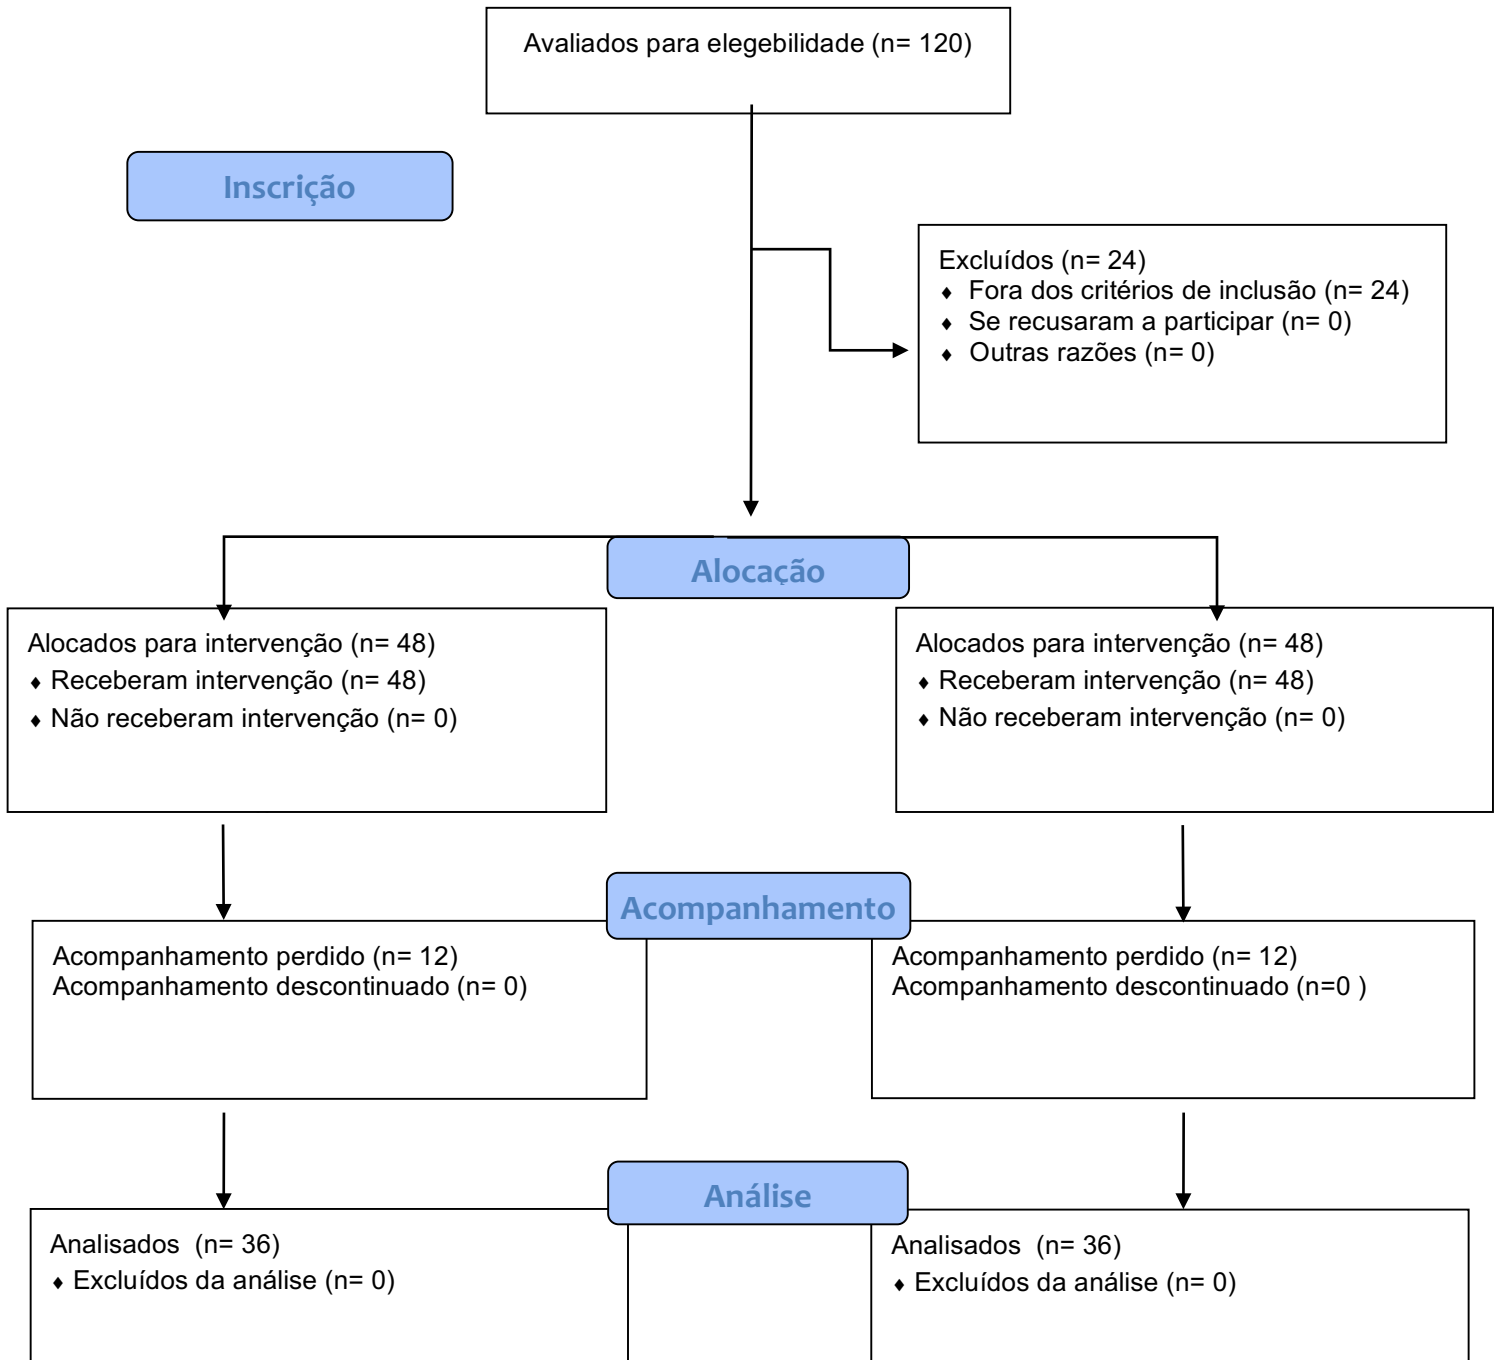 Avaliados para elegebilidade (n= 120)
Inscrição
Excluídos (n= 24)
♦ Fora dos critérios de inclusão (n= 24)
♦ Se recusaram a participar (n= 0)
♦ Outras razões (n= 0)
Alocação
Alocados para intervenção (n= 48)
♦ Receberam intervenção (n= 48)
♦ Não receberam intervenção (n= 0)
Alocados para intervenção (n= 48)
♦ Receberam intervenção (n= 48)
♦ Não receberam intervenção (n= 0)
Acompanhamento
Acompanhamento perdido (n= 12)
Acompanhamento descontinuado (n= 0)
Acompanhamento perdido (n= 12)
Acompanhamento descontinuado (n=0 )
Análise
Analisados  (n= 36)
♦ Excluídos da análise (n= 0)
Analisados  (n= 36)
♦ Excluídos da análise (n= 0)